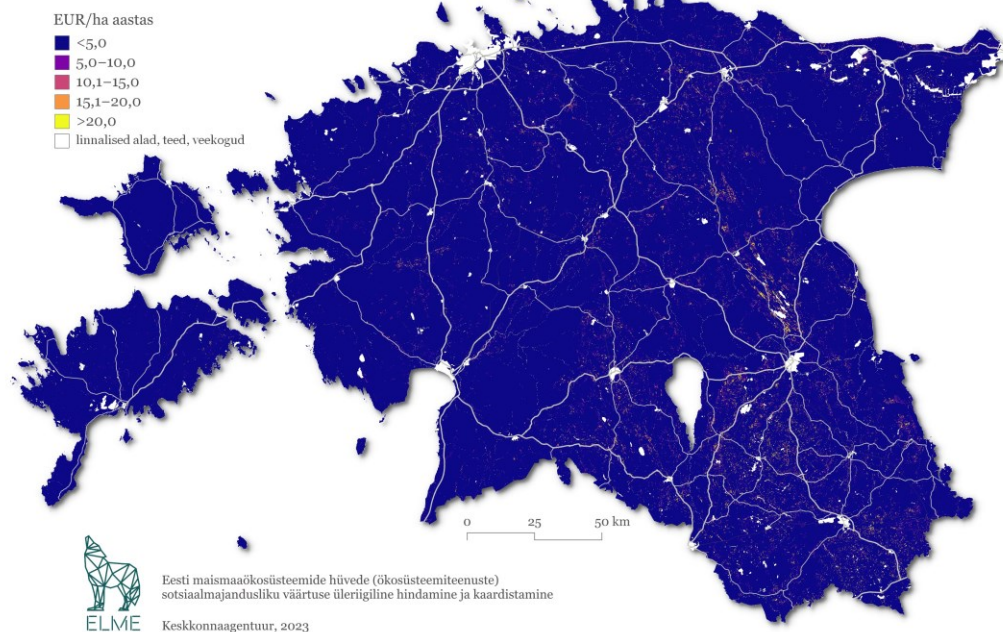 EUR/ha aastas
<5,0
5,0–10,0
10,1–15,0
15,1–20,0
>20,0
linnalised alad, teed, veekogud
0 25 50 km
Eesti maismaaökosüsteemide hüvede (ökosüsteemiteenuste)
sotsiaalmajandusliku väärtuse üleriigiline hindamine ja kaardistamine
ELME
Keskkonnaagentuur, 2023